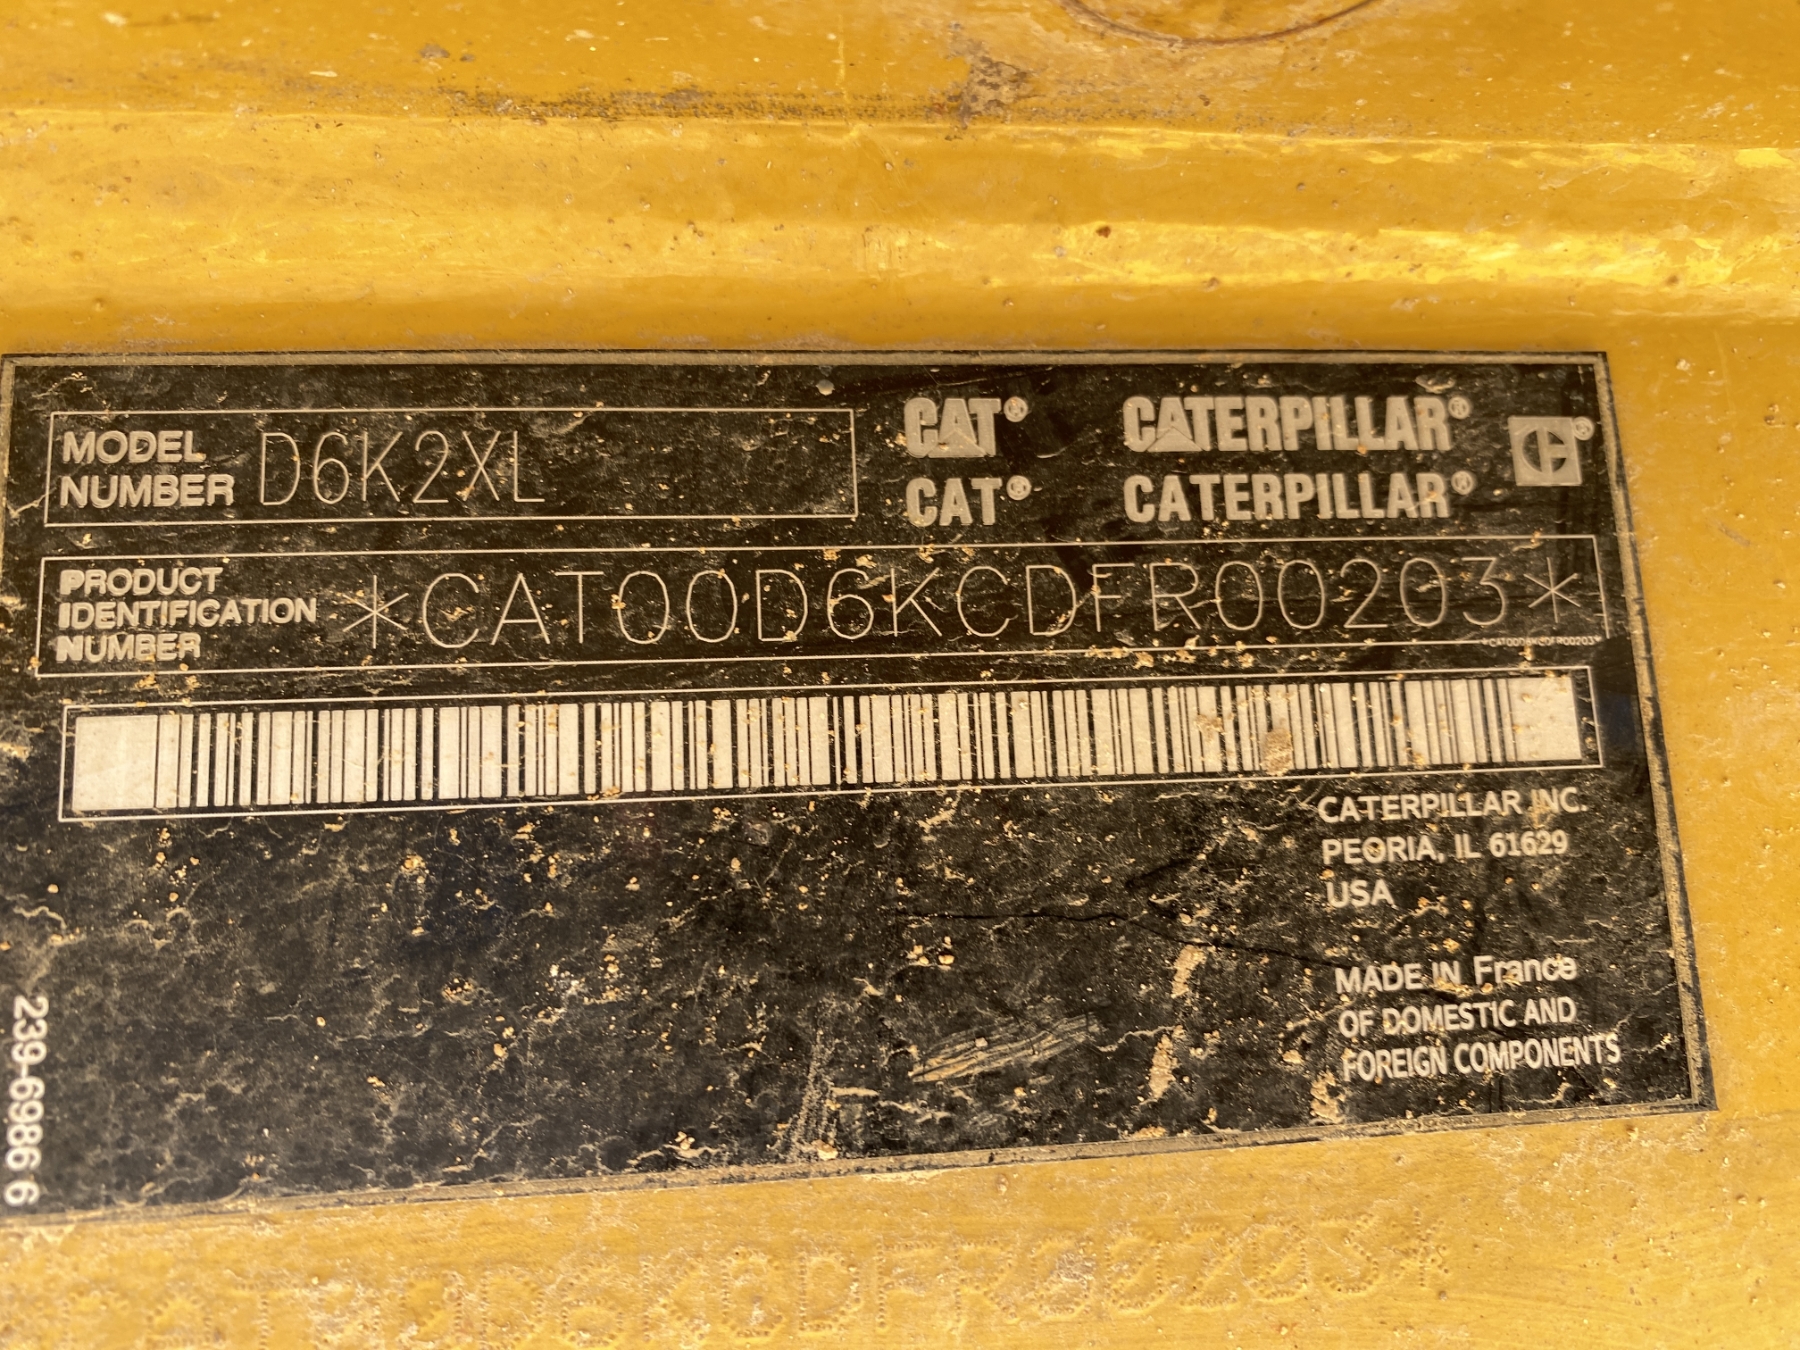 MODEL NUMBER D6K2XL
CAT® CATERPILLAR®
CAT® CATERPILLAR®
PRODUCT IDENTIFICATION NUMBER *CAT00D6KCDFR00203*
*CAT00D6KCDFR00203*
CATERPILLAR INC.
PEORIA, IL 61629
USA
MADE IN France
OF DOMESTIC AND
FOREIGN COMPONENTS
239-6986 6